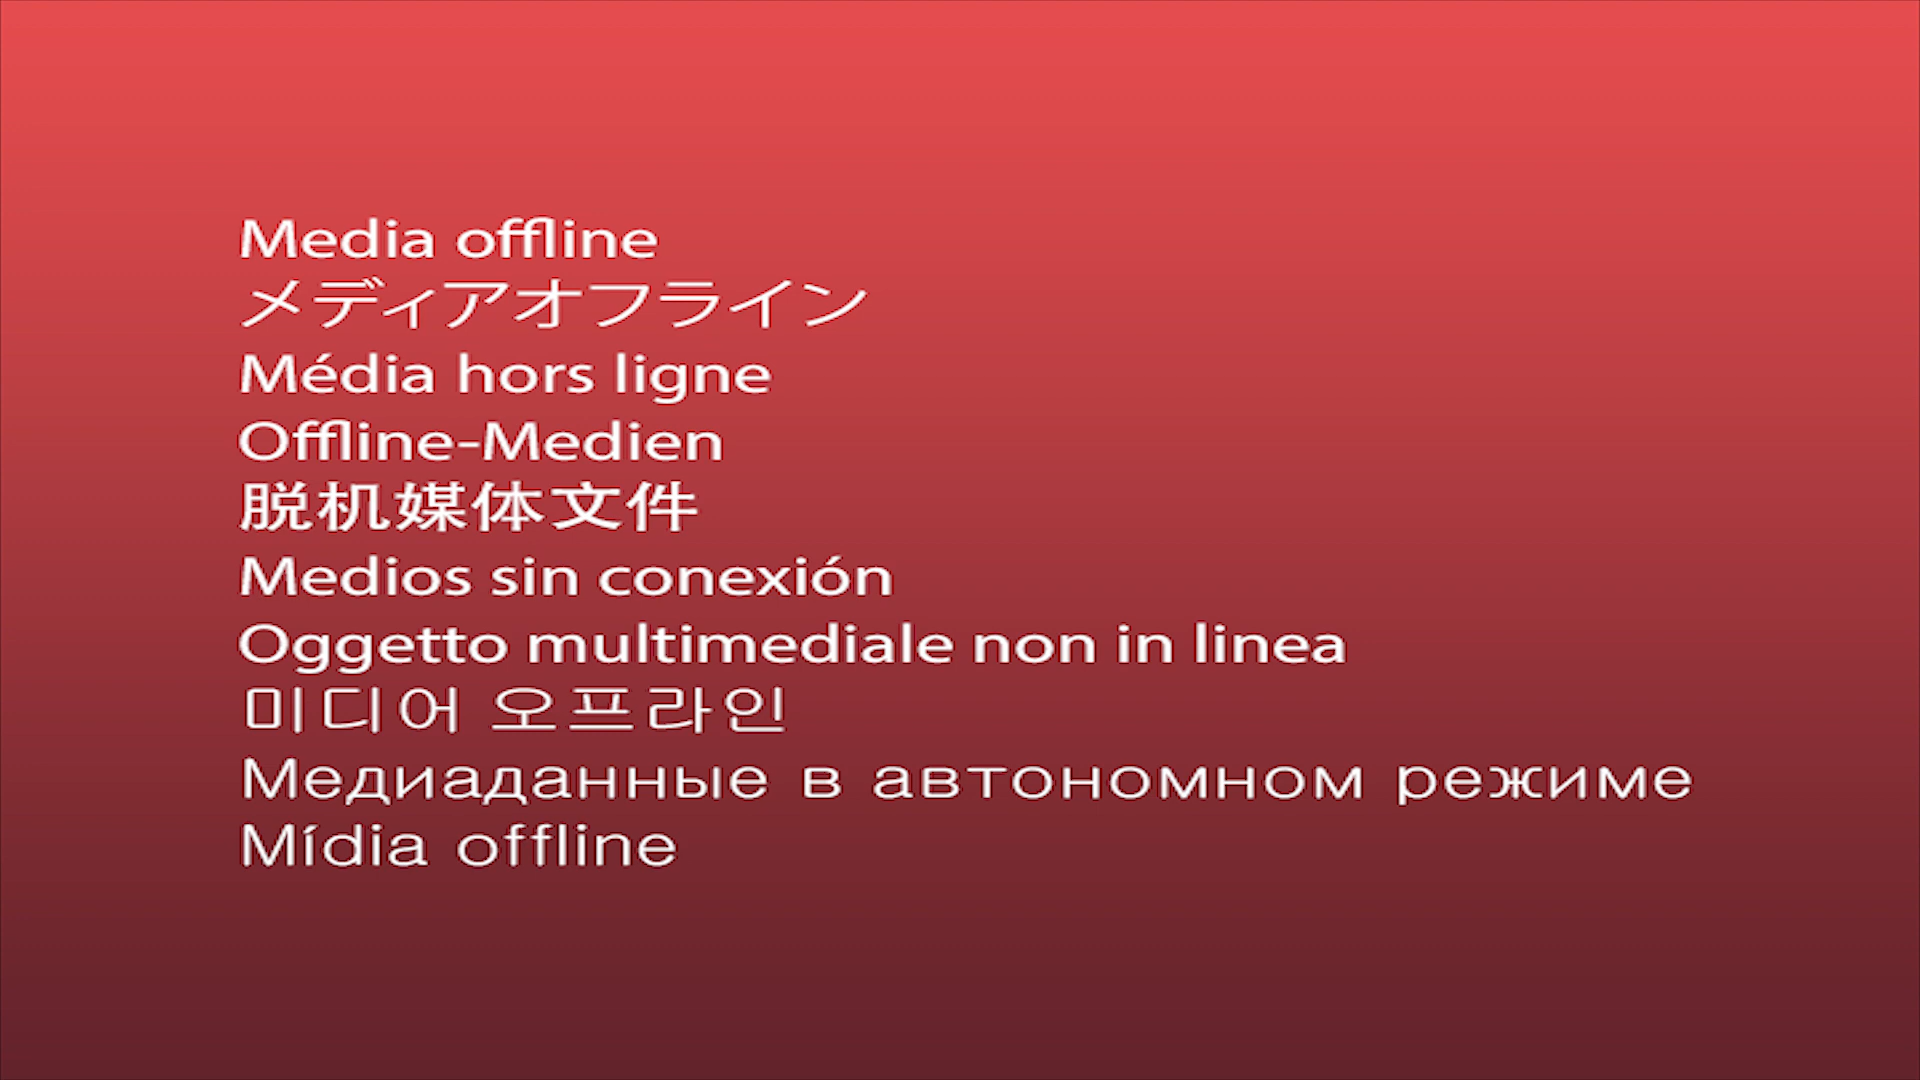 Media offline
メディアオフライン
Média hors ligne
Offline-Medien
脱机媒体文件
Medios sin conexión
Oggetto multimediale non in linea
미디어 오프라인
Медиаданные в автономном режиме
Mídia offline